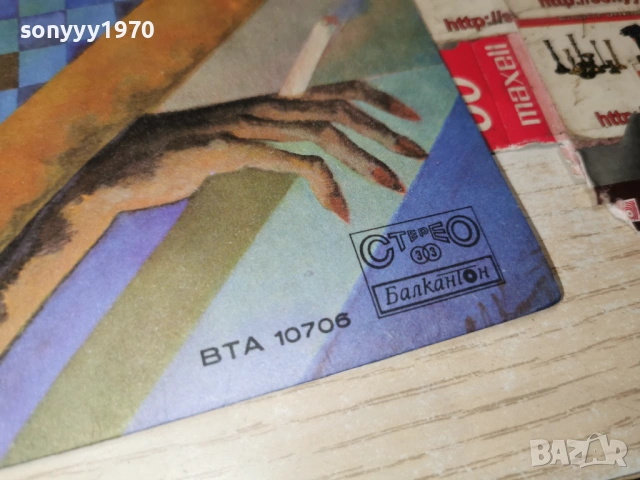 sonyyy1970
http://
http
maxell
СТЕРЕО
33
БалканТон
ВТА 10706
BAZAR